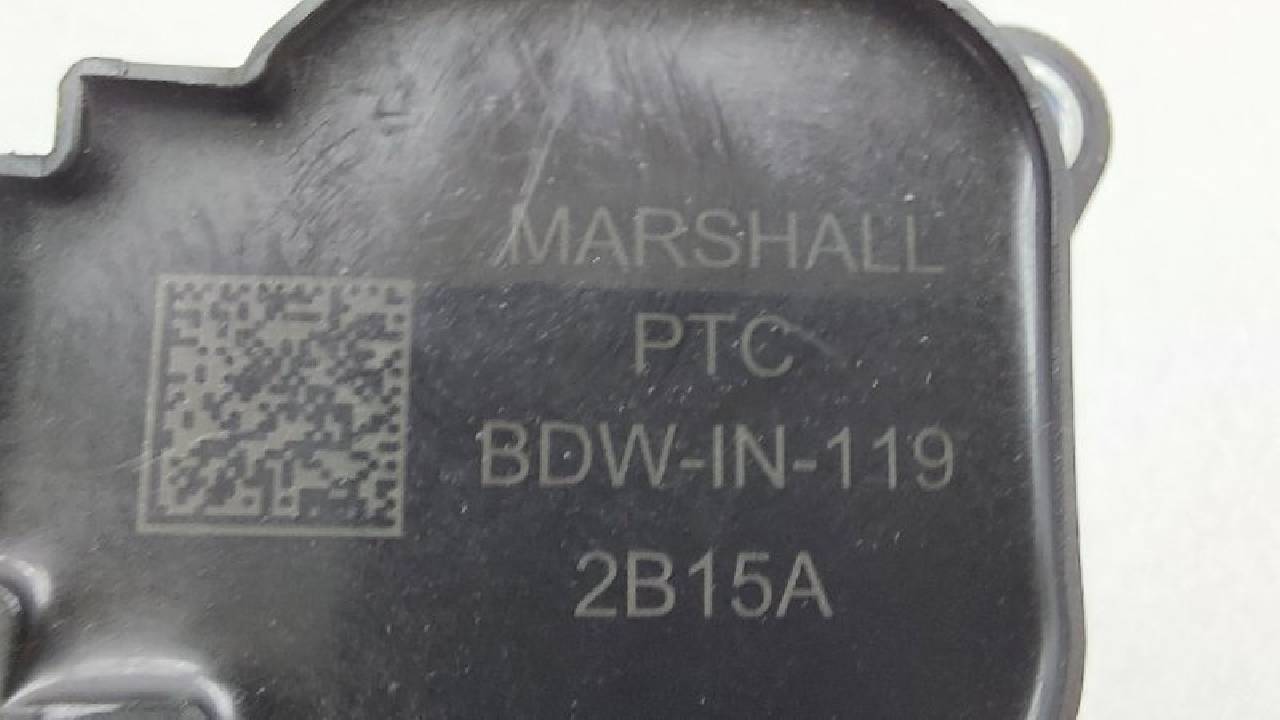 MARSHALL
PTC
BDW-IN-119
2B15A